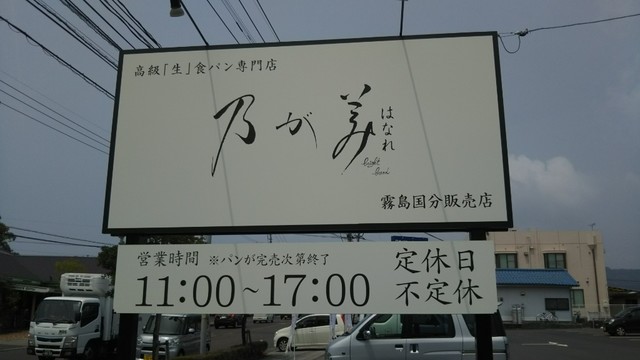 高級「生」食パン専門店
乃が美
はなれ
霧島国分販売店
営業時間 ※パンが完売次第終了
11:00~17:00
定休日
不定休